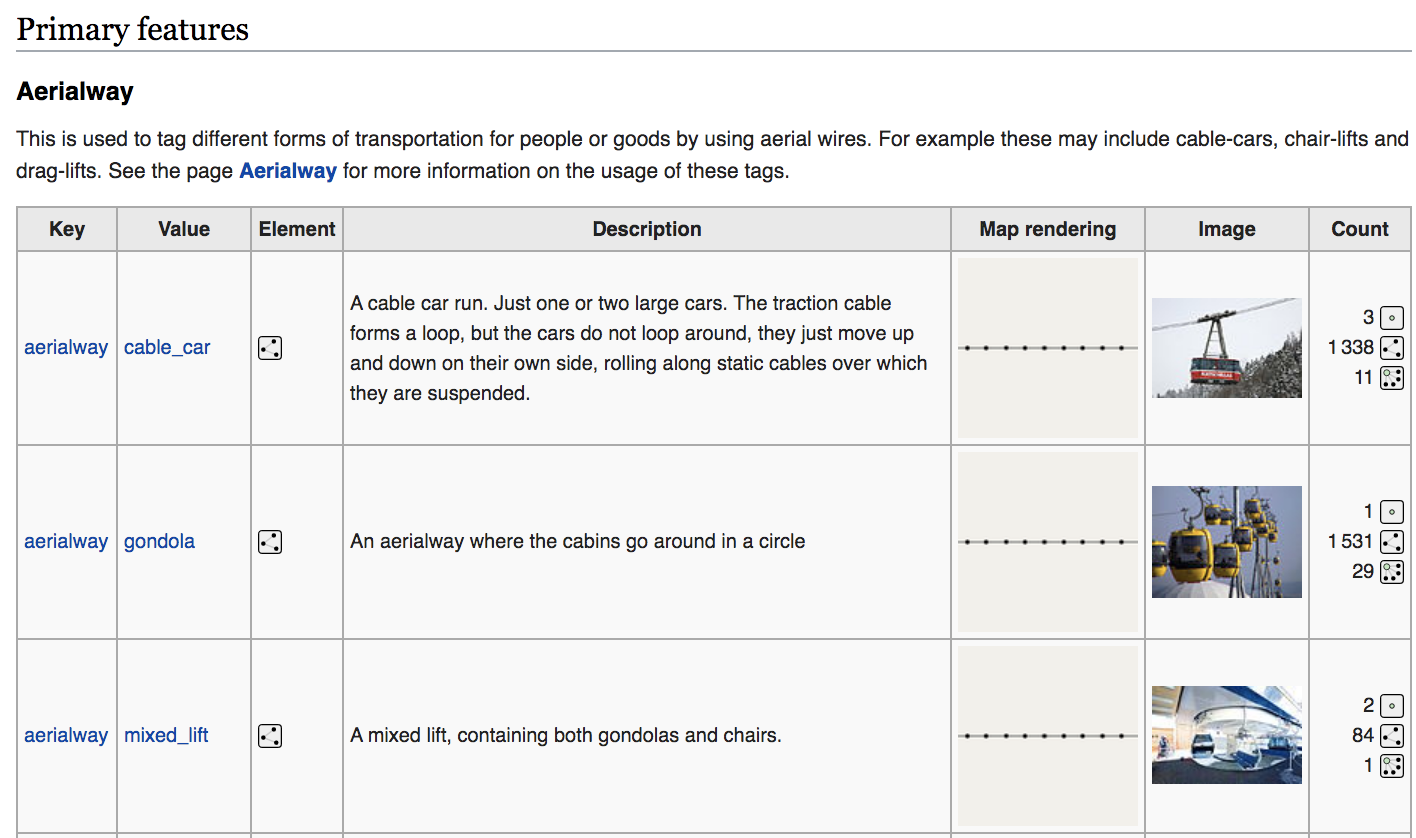 Primary features
Aerialway
This is used to tag different forms of transportation for people or goods by using aerial wires. For example these may include cable-cars, chair-lifts and
drag-lifts. See the page Aerialway for more information on the usage of these tags.
Key Value Element Description Map rendering Image Count
A cable car run. Just one or two large cars. The traction cable
3
forms a loop, but the cars do not loop around, they just move up
aerialway cable_car
1 338
and down on their own side, rolling along static cables over which
11
they are suspended.
1
aerialway gondola An aerialway where the cabins go around in a circle 1 531
29
2
aerialway mixed_lift A mixed lift, containing both gondolas and chairs. 84
1